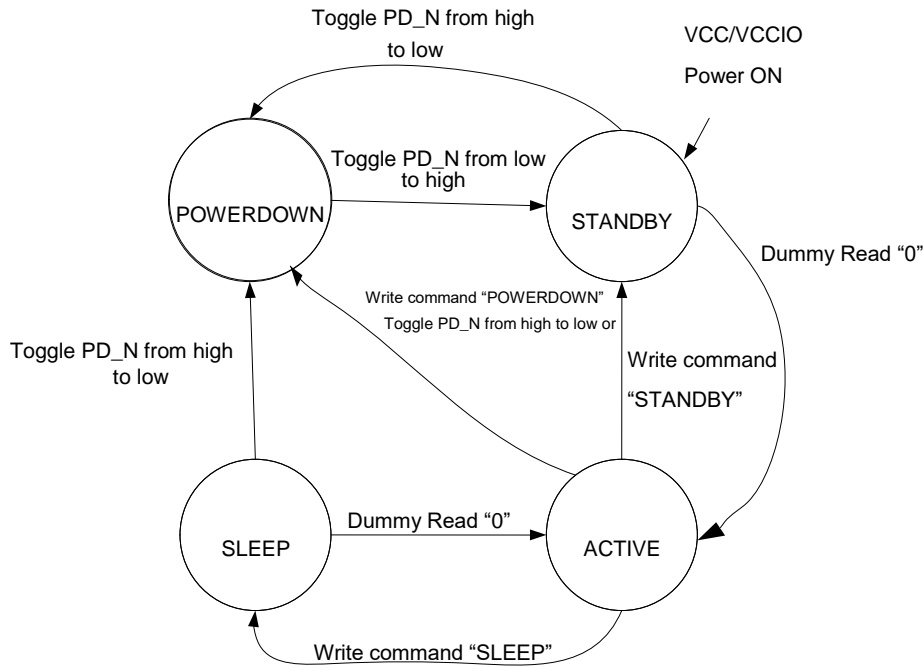 Toggle PD_N from high
to low
VCC/VCCIO
Power ON
Toggle PD_N from low
to high
POWERDOWN
STANDBY
Dummy Read “0”
Write command “POWERDOWN”
Toggle PD_N from high to low or
Toggle PD_N from high
to low
Write command
“STANDBY”
Dummy Read “0”
SLEEP
ACTIVE
Write command “SLEEP”